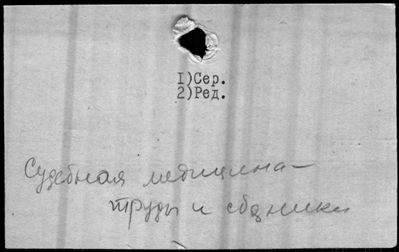 1)Сер.
2)Ред.
Судебная медицина-
труды и сборники